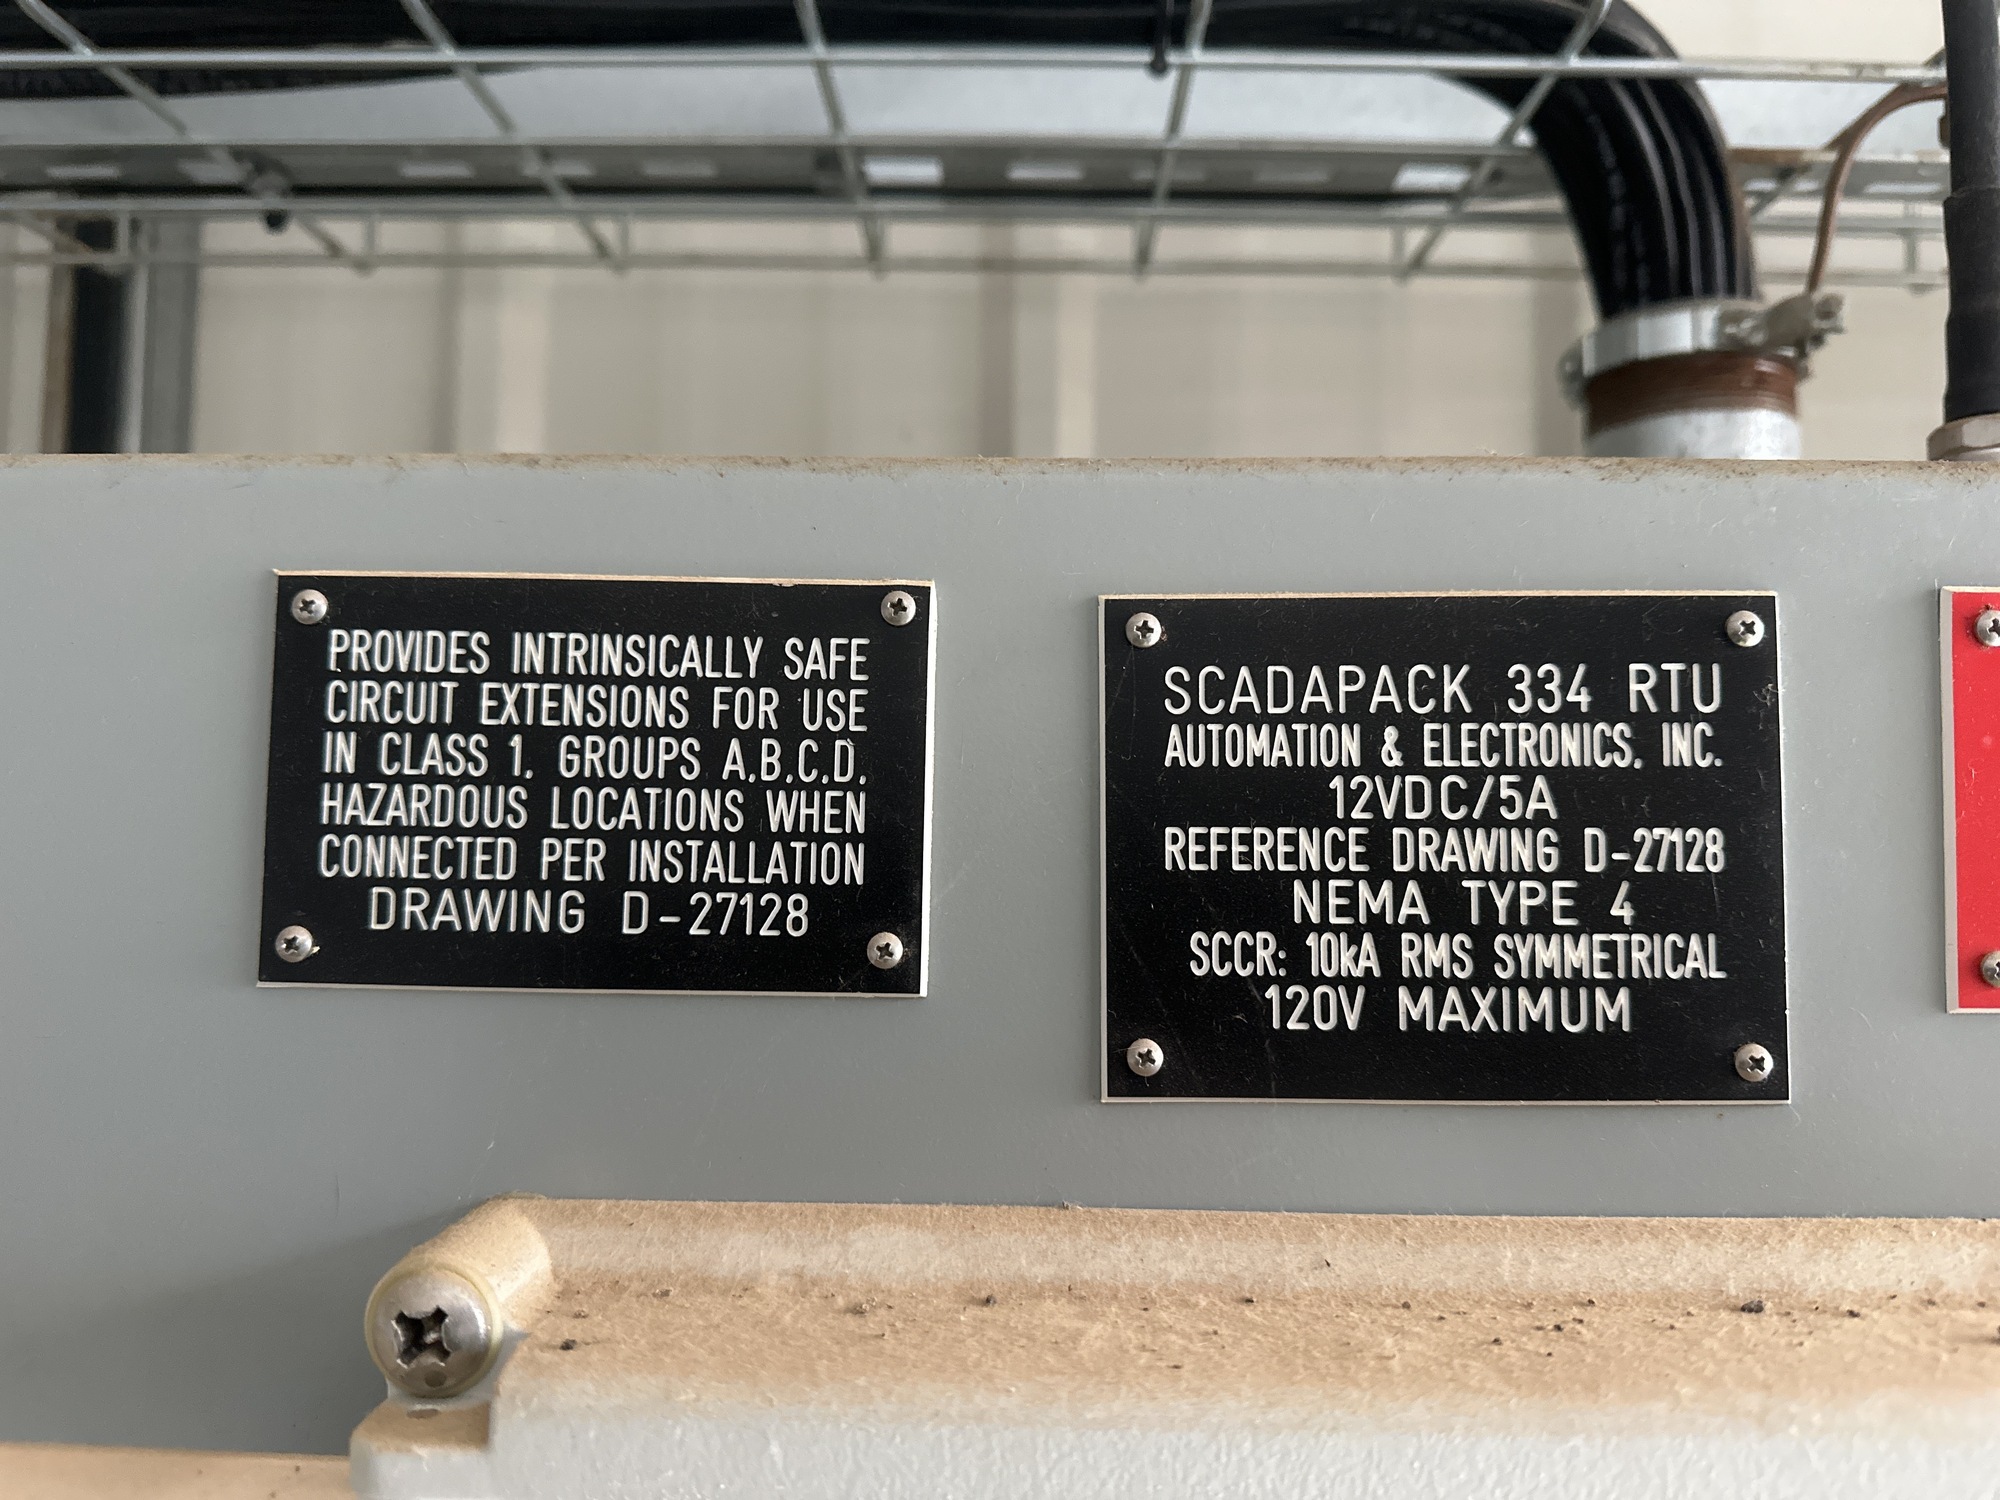 PROVIDES INTRINSICALLY SAFE
CIRCUIT EXTENSIONS FOR USE
IN CLASS 1. GROUPS A.B.C.D.
HAZARDOUS LOCATIONS WHEN
CONNECTED PER INSTALLATION
DRAWING D-27128
SCADAPACK 334 RTU
AUTOMATION & ELECTRONICS, INC.
12VDC/5A
REFERENCE DRAWING D-27128
NEMA TYPE 4
SCCR: 10kA RMS SYMMETRICAL
120V MAXIMUM